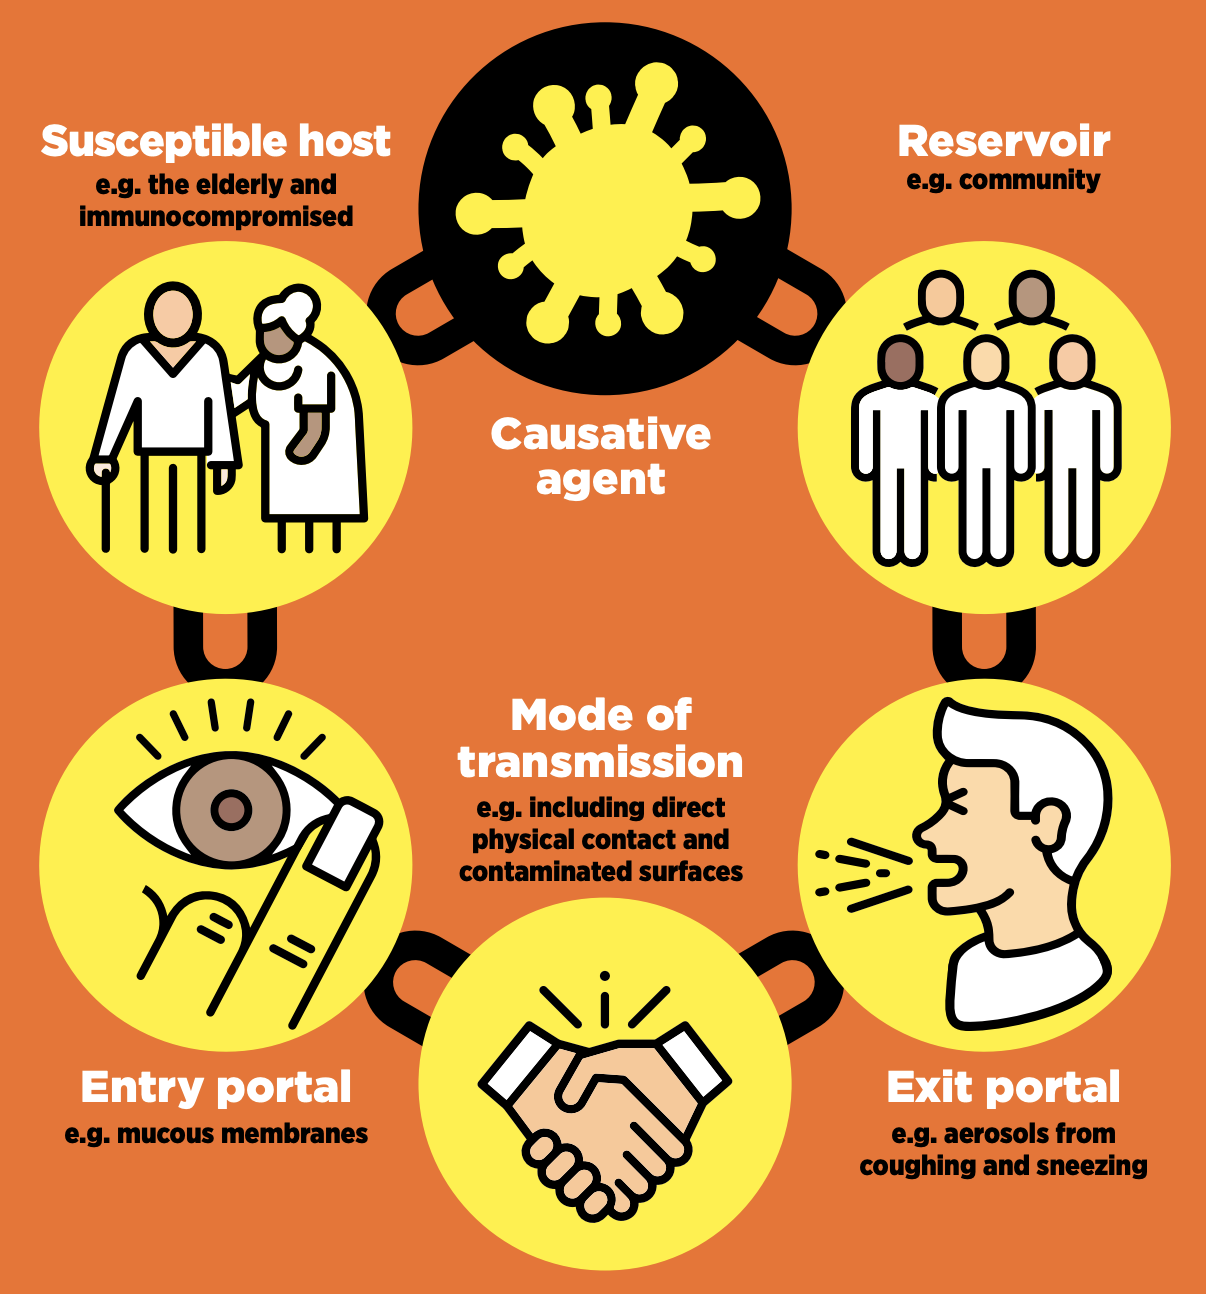 Susceptible host
e.g. the elderly and
immunocompromised
Reservoir
e.g. community
Causative
agent
Mode of
transmission
e.g. including direct
physical contact and
contaminated surfaces
Entry portal
e.g. mucous membranes
Exit portal
e.g. aerosols from
coughing and sneezing